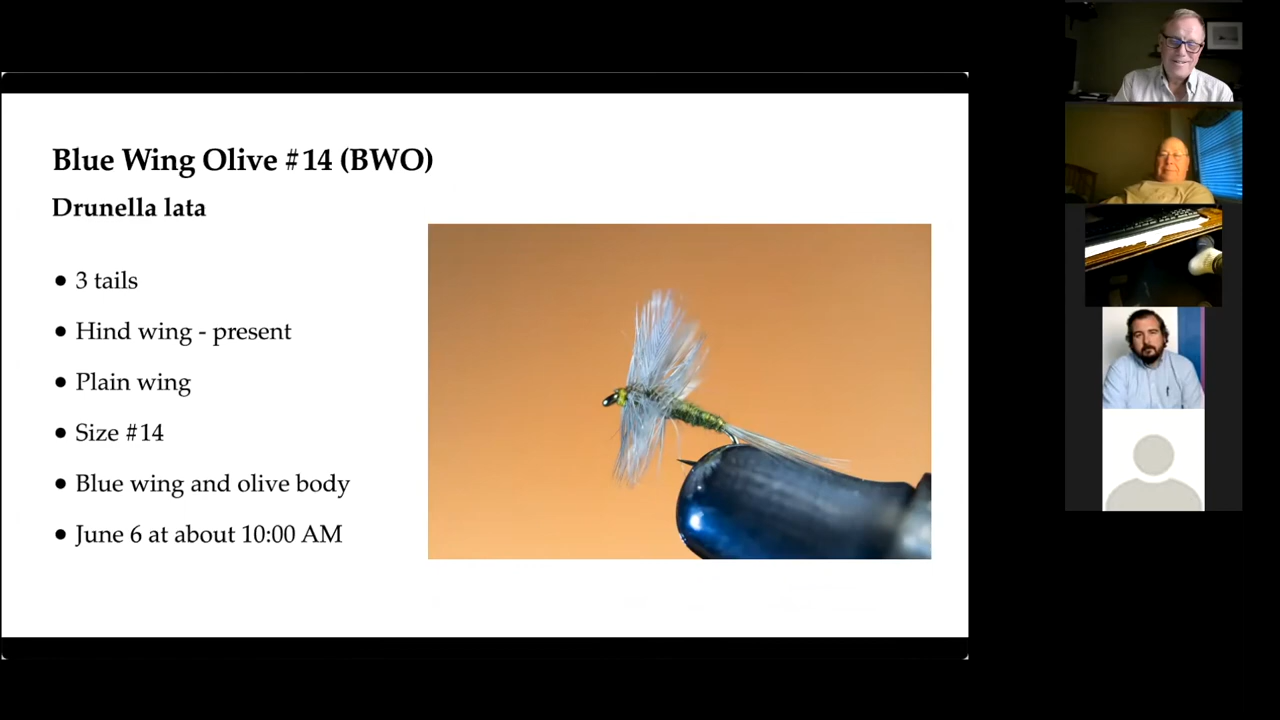 Blue Wing Olive #14 (BWO)
Drunella lata
• 3 tails
• Hind wing - present
• Plain wing
• Size #14
• Blue wing and olive body
• June 6 at about 10:00 AM